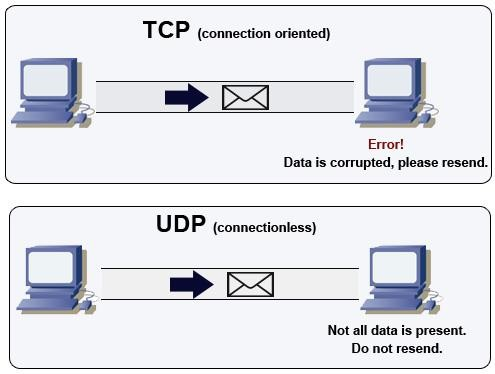 TCP (connection oriented)
Error!
Data is corrupted, please resend.
UDP (connectionless)
Not all data is present.
Do not resend.